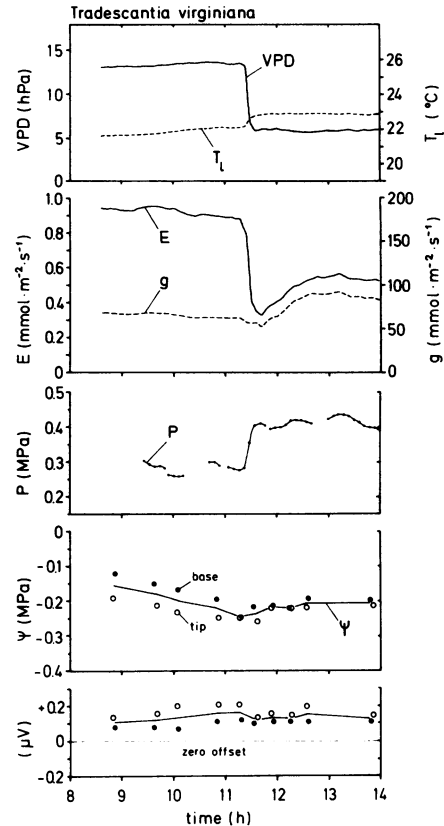 Tradescantia virginiana
VPD (hPa)
15
10
5
0
VPD
T_l
26
24
22
20
T_l (°C)
E (mmol·m⁻²·s⁻¹)
1.0
0.8
0.6
0.4
0.2
0
E
g
200
150
100
50
0
g (mmol·m⁻²·s⁻¹)
P (MPa)
0.5
0.4
0.3
0.2
P
Ψ (MPa)
0
-0.1
-0.2
-0.3
-0.4
base
tip
Ψ
(μV)
+0.2
0
-0.2
zero offset
8 9 10 11 12 13 14
time (h)